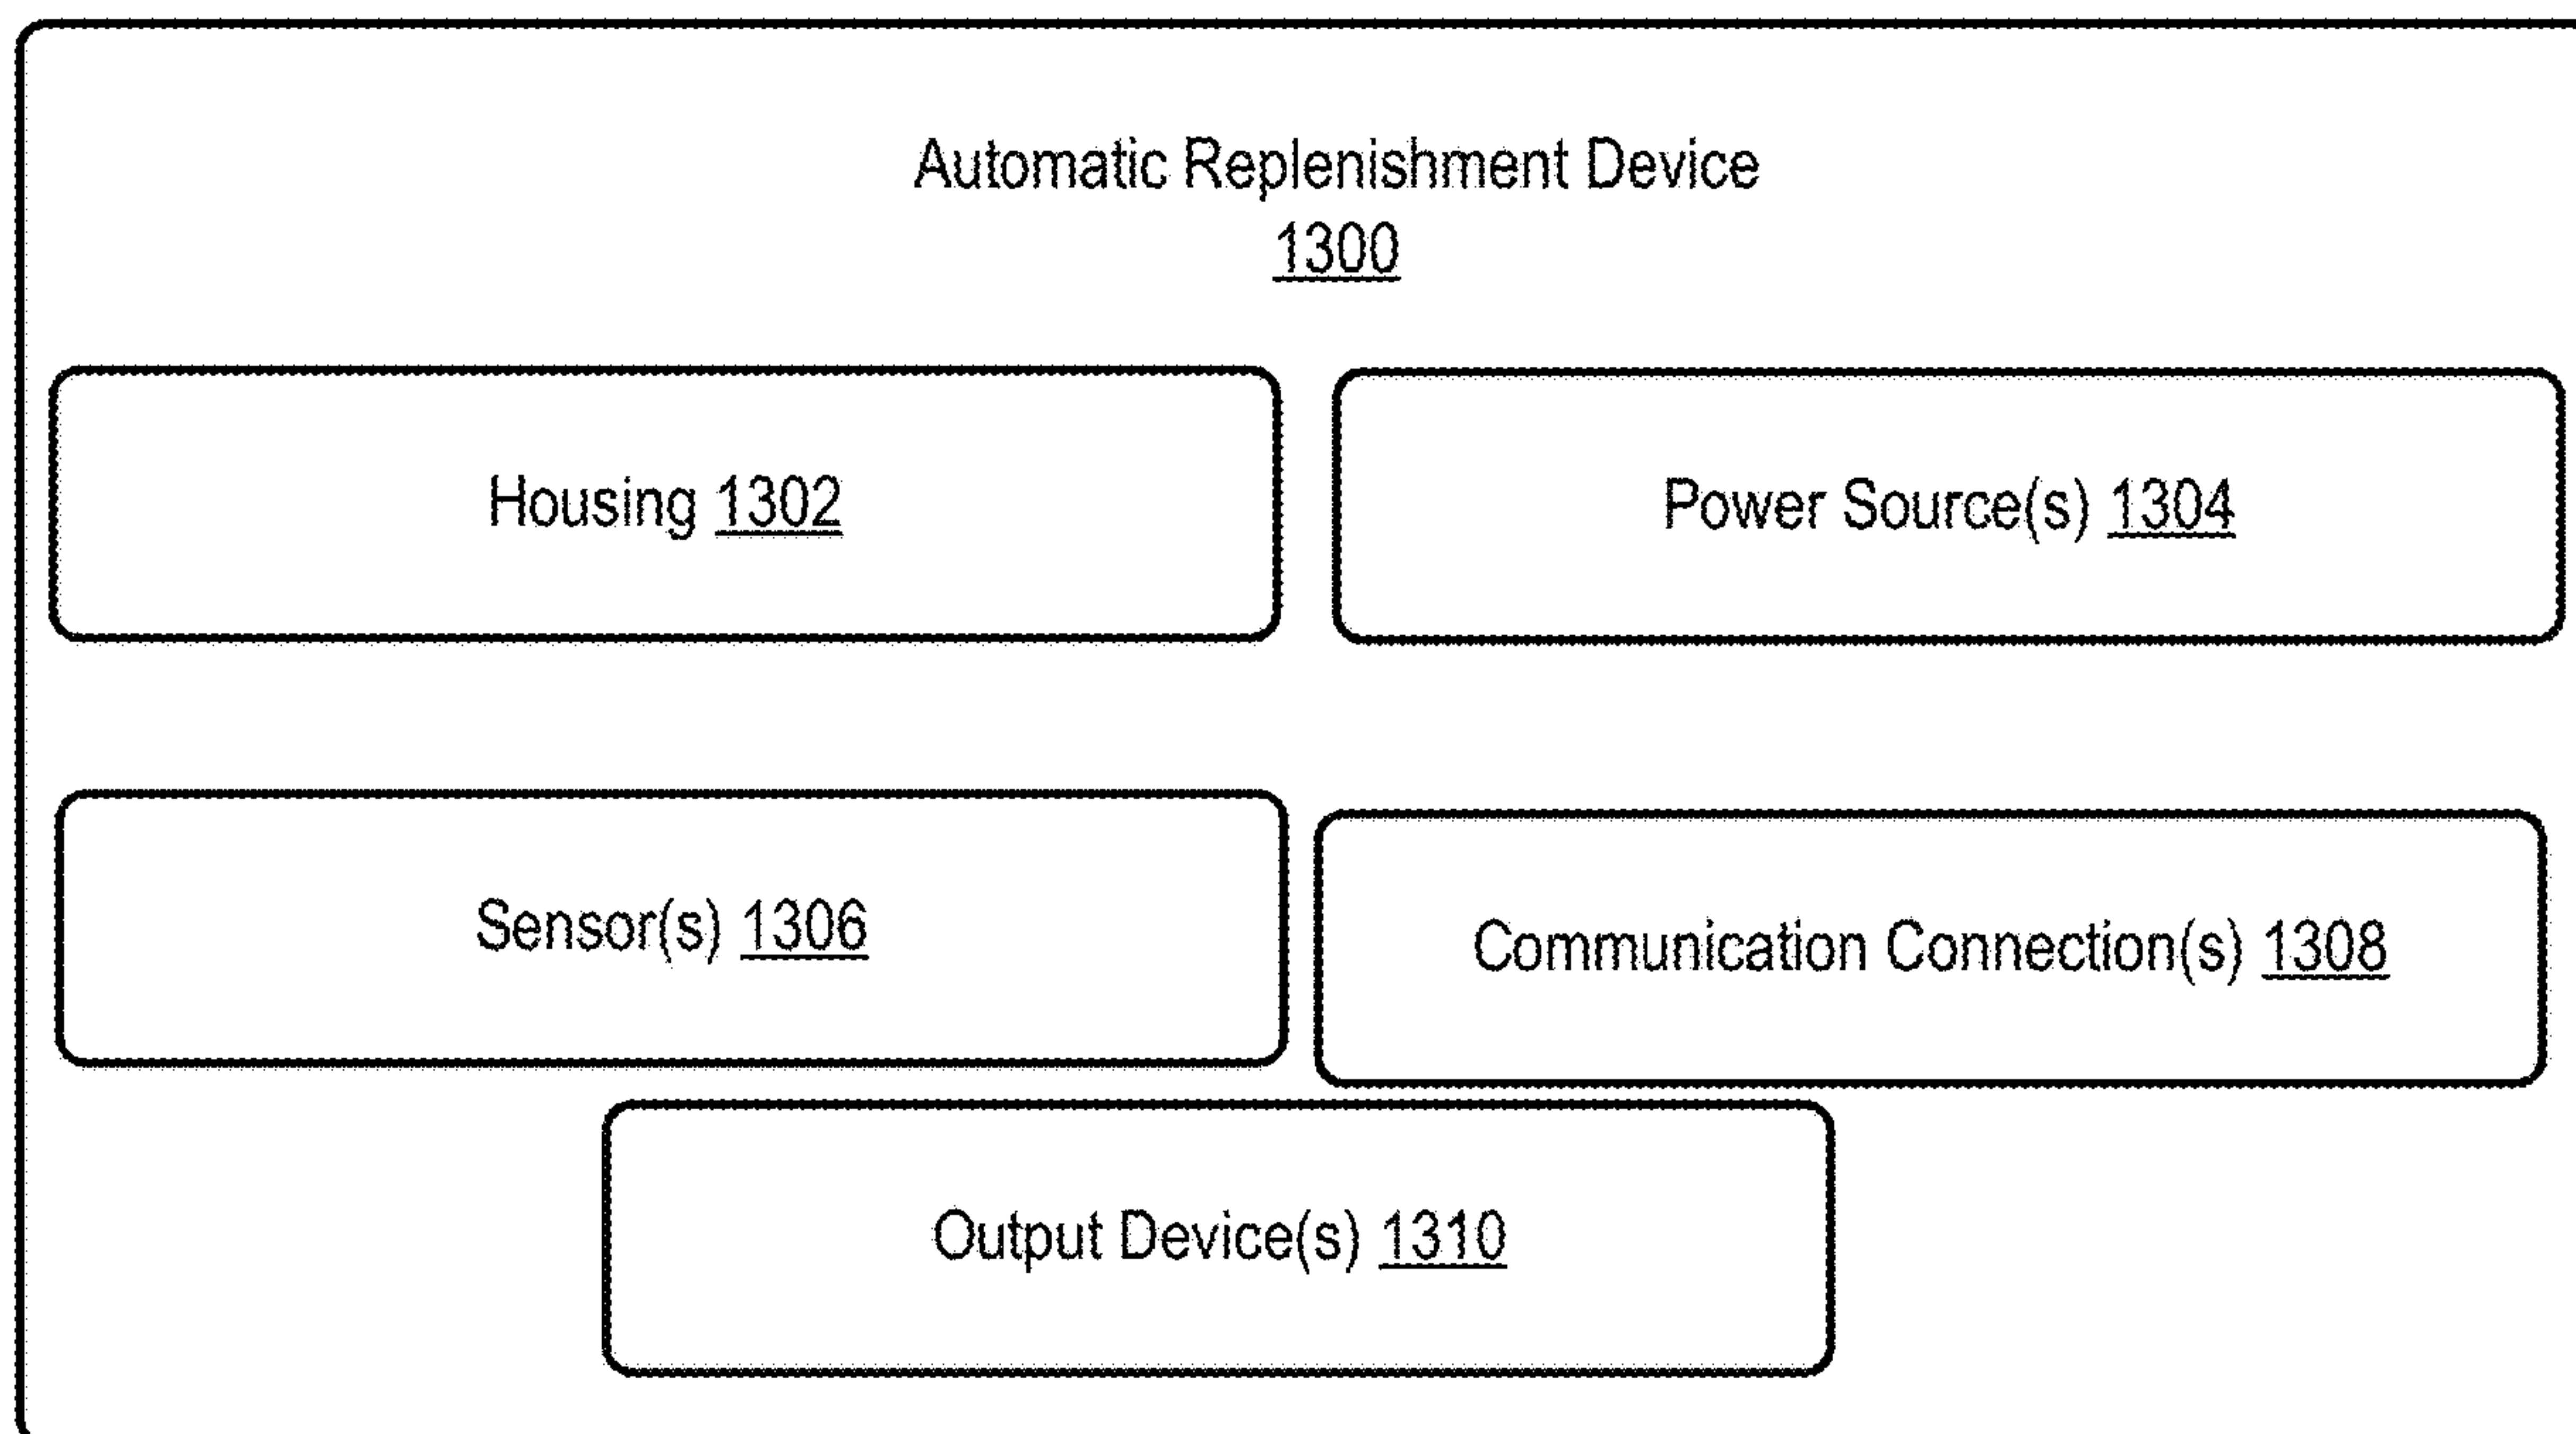 Automatic Replenishment Device
1300
Housing 1302
Power Source(s) 1304
Sensor(s) 1306
Communication Connection(s) 1308
Output Device(s) 1310